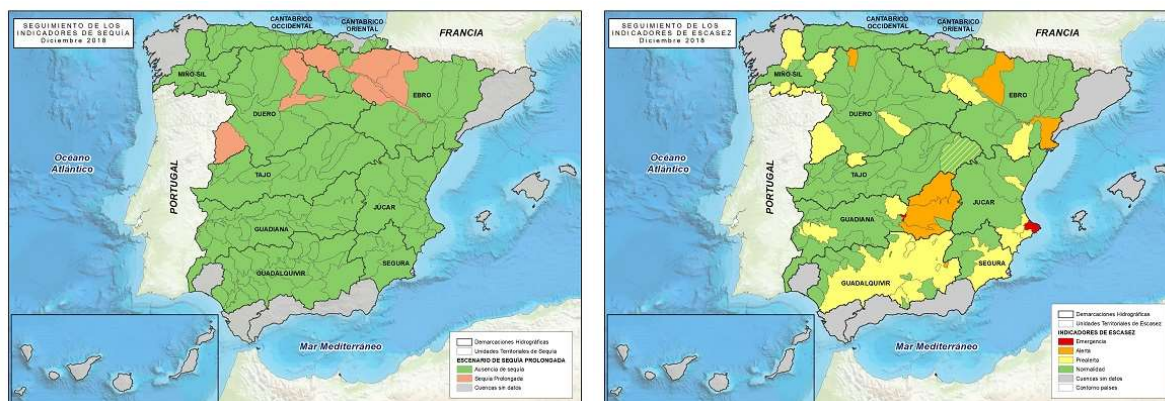 SEGUIMIENTO DE LOS
INDICADORES DE SEQUÍA
Diciembre 2018
CANTABRICO
OCCIDENTAL
CANTABRICO
ORIENTAL
FRANCIA
MIÑO-SIL
EBRO
DUERO
Océano
Atlántico
PORTUGAL
TAJO
JÚCAR
GUADIANA
SEGURA
GUADALQUIVIR
Mar Mediterráneo
Demarcaciones Hidrográficas
Unidades Territoriales de Sequía
ESCENARIO DE SEQUÍA PROLONGADA
Ausencia de sequía
Sequía Prolongada
Cuencas sin datos
SEGUIMIENTO DE LOS
INDICADORES DE ESCASEZ
Diciembre 2018
CANTABRICO
OCCIDENTAL
CANTABRICO
ORIENTAL
FRANCIA
MIÑO-SIL
EBRO
DUERO
Océano
Atlántico
PORTUGAL
TAJO
JÚCAR
GUADIANA
SEGURA
GUADALQUIVIR
Mar Mediterráneo
Demarcaciones Hidrográficas
Unidades Territoriales de Escasez
INDICADORES DE ESCASEZ
Emergencia
Alerta
Prealerta
Normalidad
Cuencas sin datos
Contorno países